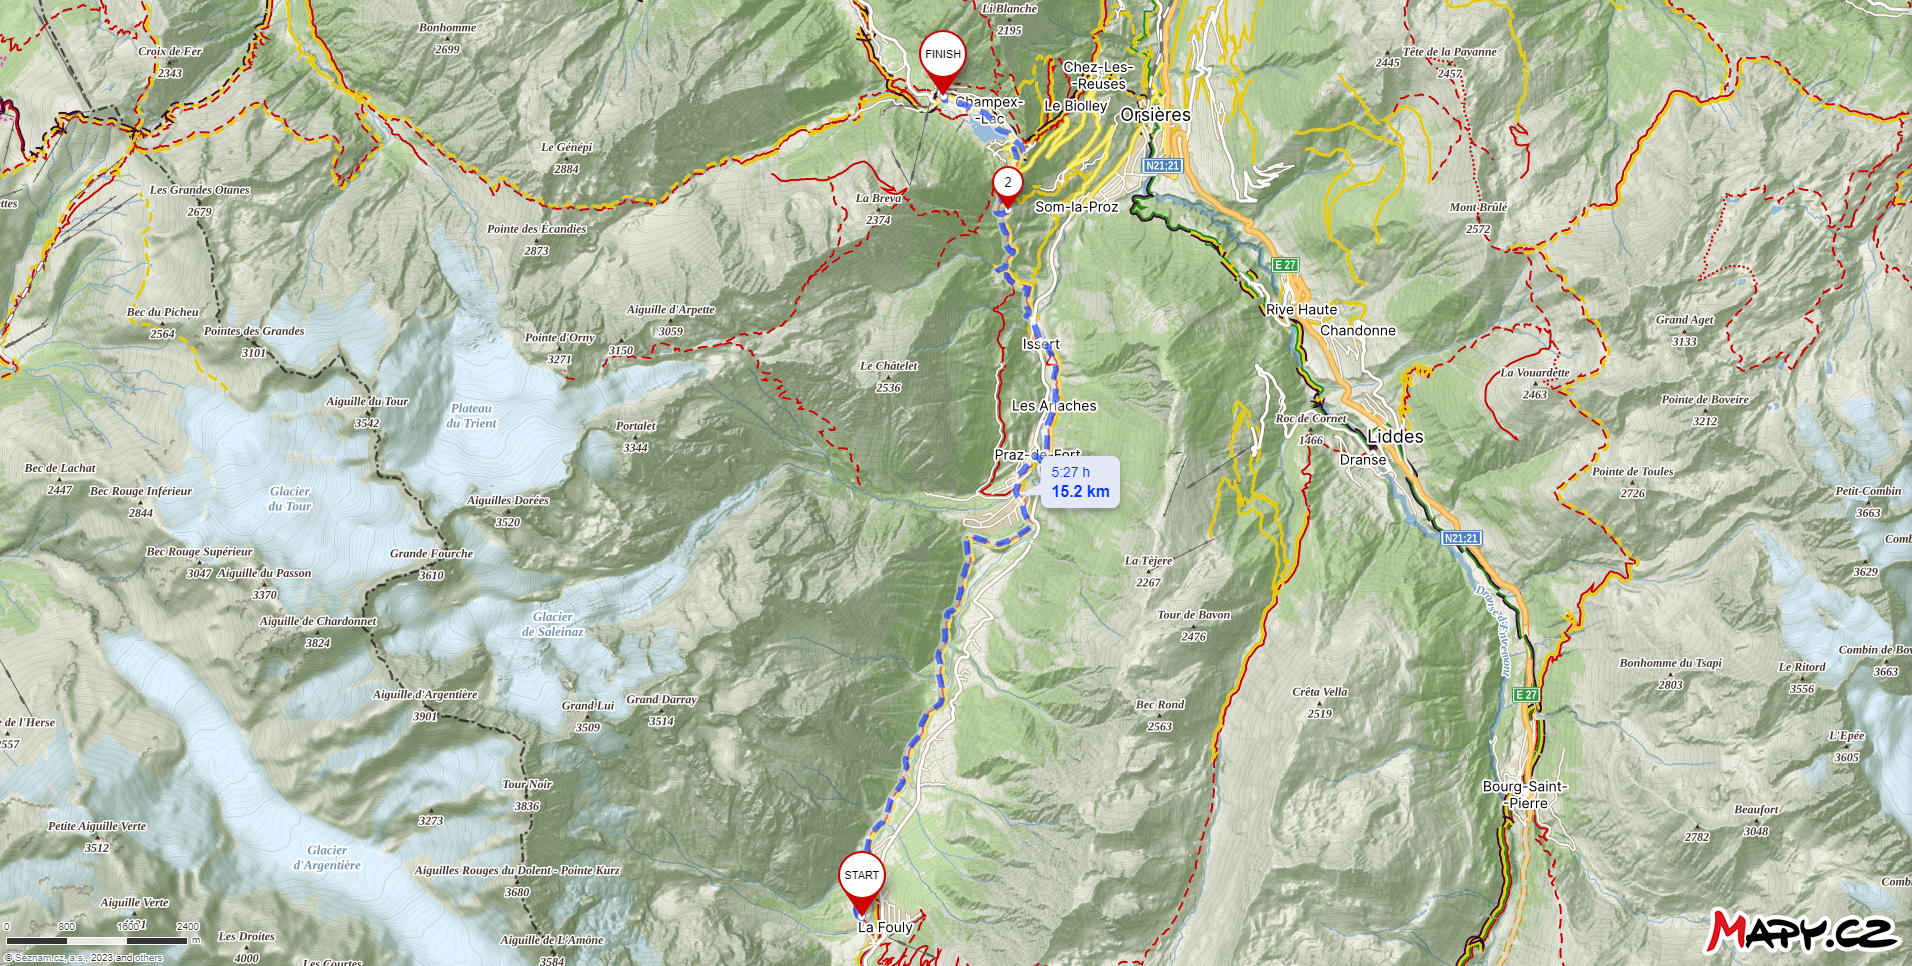 Li Blanche
2195
Bonhomme
2699
Croix de Fer
2343
FINISH
Chez-Les-
-Reuses
Tête de la Payanne
2445
2457
Champex-
-Lac
Le Biolley
Orsières
Le Génépi
2884
N21;21
Les Grandes Otanes
2679
La Breya
2374
2
Som-la-Proz
Mont Brûlé
2572
Pointe des Écandies
2873
E 27
Bec du Picheu
2564
Pointes des Grandes
3101
Aiguille d'Arpette
3059
Pointe d'Orny
3271
3150
Rive Haute
Chandonne
Grand Aget
3133
Issert
Le Châtelet
2536
La Vouardette
2463
Aiguille du Tour
3542
Plateau
du Trient
Les Arlaches
Pointe de Boveire
3212
Portalet
3344
Roc de Cornet
1466
Liddes
Praz-de-Fort
Dranse
5:27 h
15.2 km
Bec de Lachat
2447
Bec Rouge Inférieur
2844
Glacier
du Tour
Aiguilles Dorées
3520
Pointe de Toules
2726
Petit-Combin
3663
N21;21
Bec Rouge Supérieur
3047
Aiguille du Passon
3370
Grande Fourche
3610
La Tèjere
2267
3629
Aiguille de Chardonnet
3824
Glacier
de Saleinaz
Tour de Bavon
2476
Dranse d'Entremont
Bonhomme du Tsapi
2803
Le Ritord
3556
3663
Aiguille d'Argentière
3901
Grand Lui
3509
Grand Darray
3514
Bec Rond
2563
Crêta Vella
2519
E 27
de l'Herse
2557
L'Epée
3605
Tour Noir
3836
3273
Bourg-Saint-
-Pierre
Petite Aiguille Verte
3512
Glacier
d'Argentière
Beaufort
3048
2782
Aiguilles Rouges du Dolent - Pointe Kurz
3680
START
La Fouly
Aiguille Verte
Les Droites
4000
Aiguille de L'Amône
3584
Les Courtes
0 800 1600 2400
m
© Seznam.cz, a.s., 2023 and others
Mapy.cz